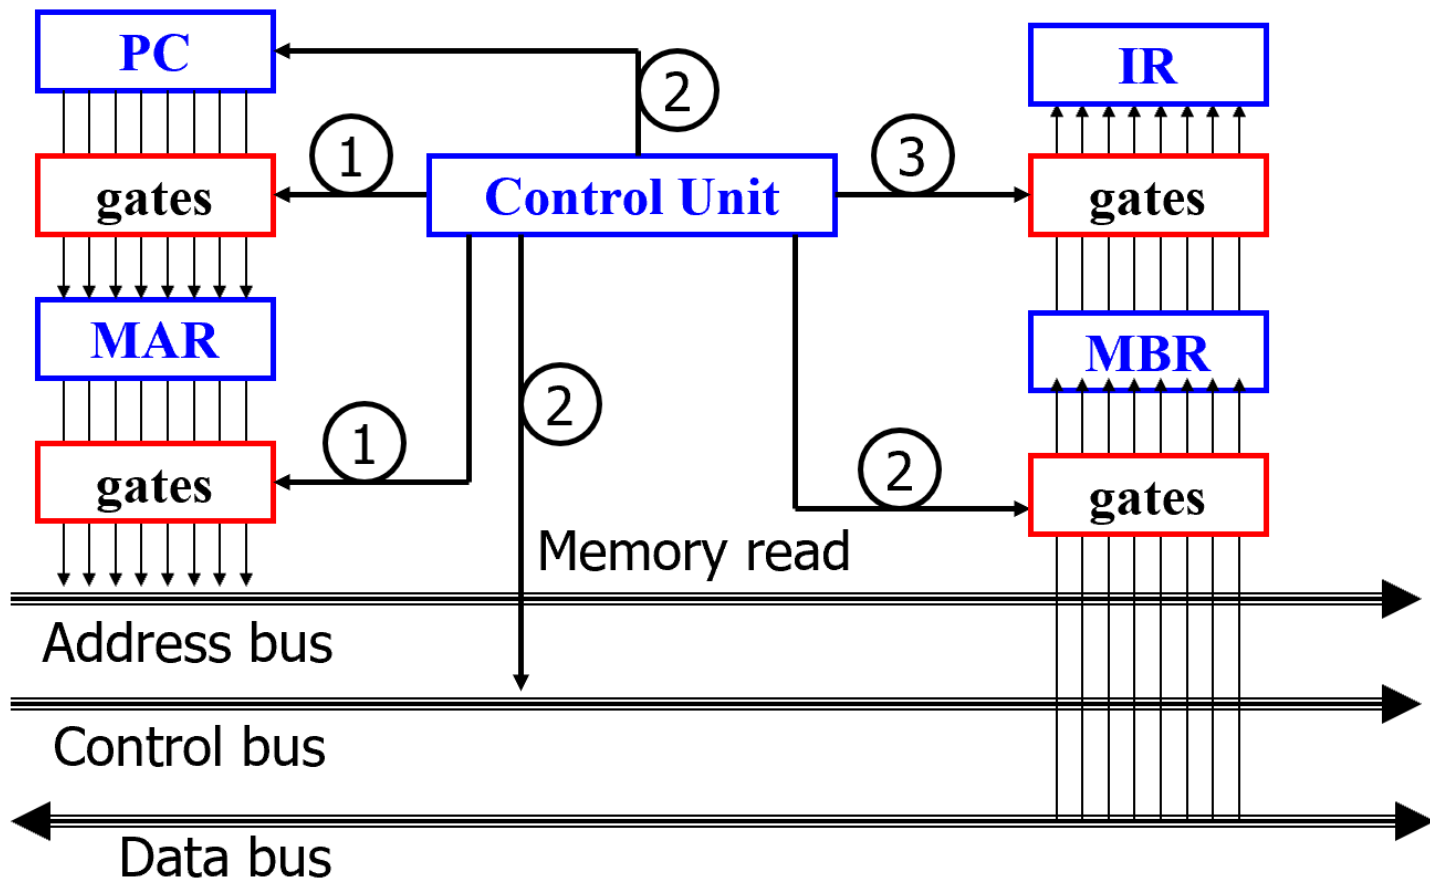 PC
IR
2
1
3
gates
Control Unit
gates
MAR
MBR
2
1
2
gates
gates
Memory read
Address bus
Control bus
Data bus